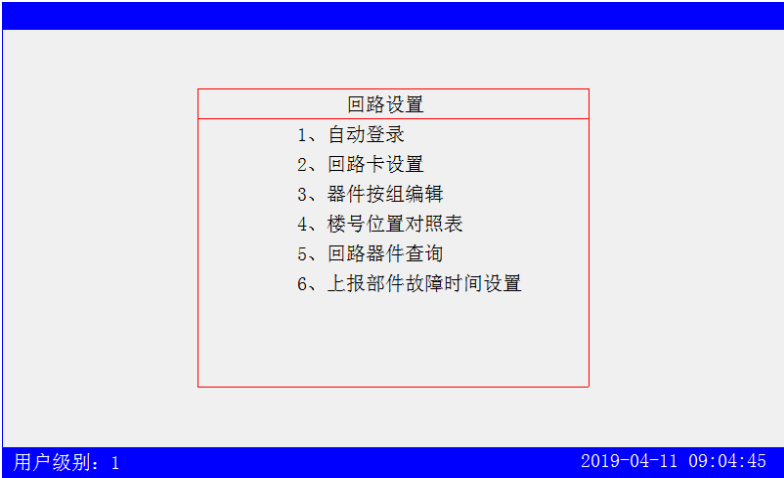 回路设置
1、自动登录
2、回路卡设置
3、器件按组编辑
4、楼号位置对照表
5、回路器件查询
6、上报部件故障时间设置
用户级别：1
2019-04-11 09:04:45